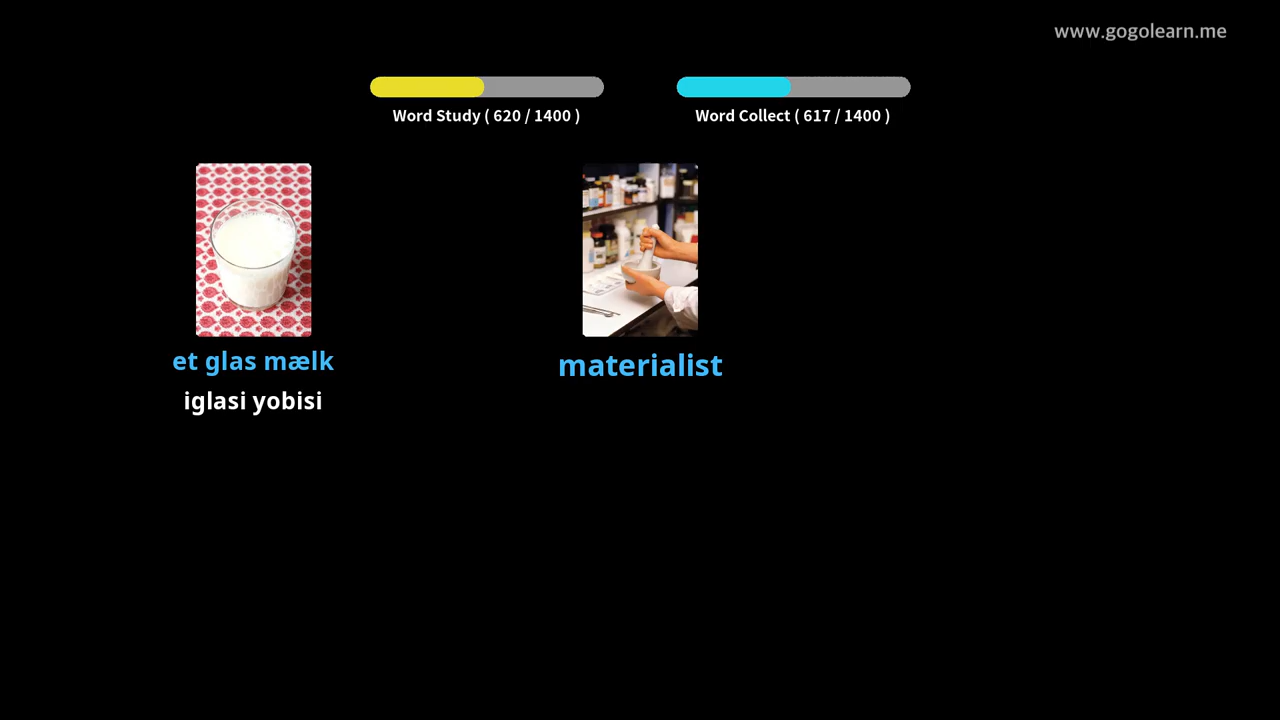 www.gogolearn.me
Word Study ( 620 / 1400 )
Word Collect ( 617 / 1400 )
et glas mælk
iglasi yobisi
materialist